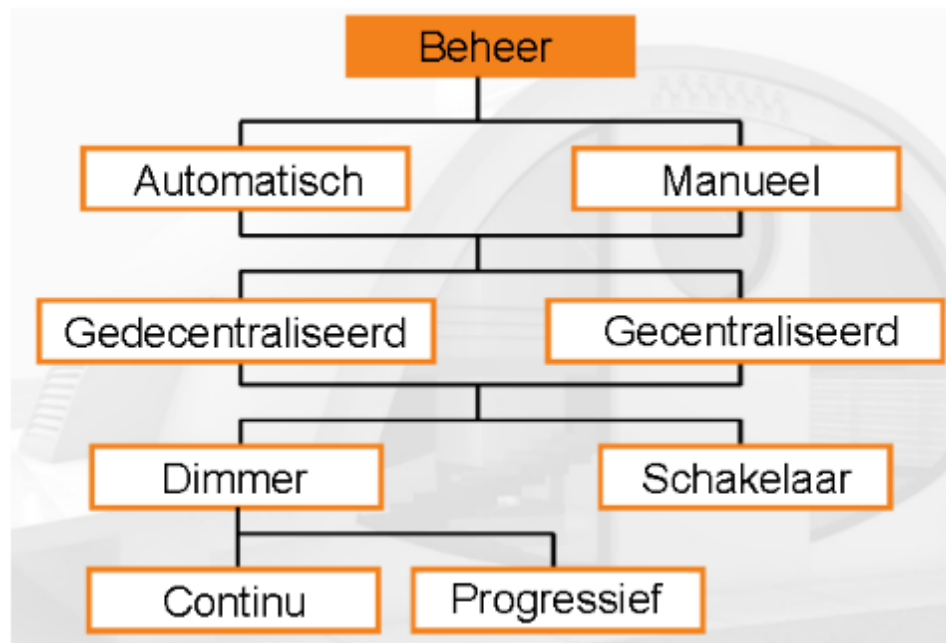 Beheer
Automatisch
Manueel
Gedecentraliseerd
Gecentraliseerd
Dimmer
Schakelaar
Continu
Progressief